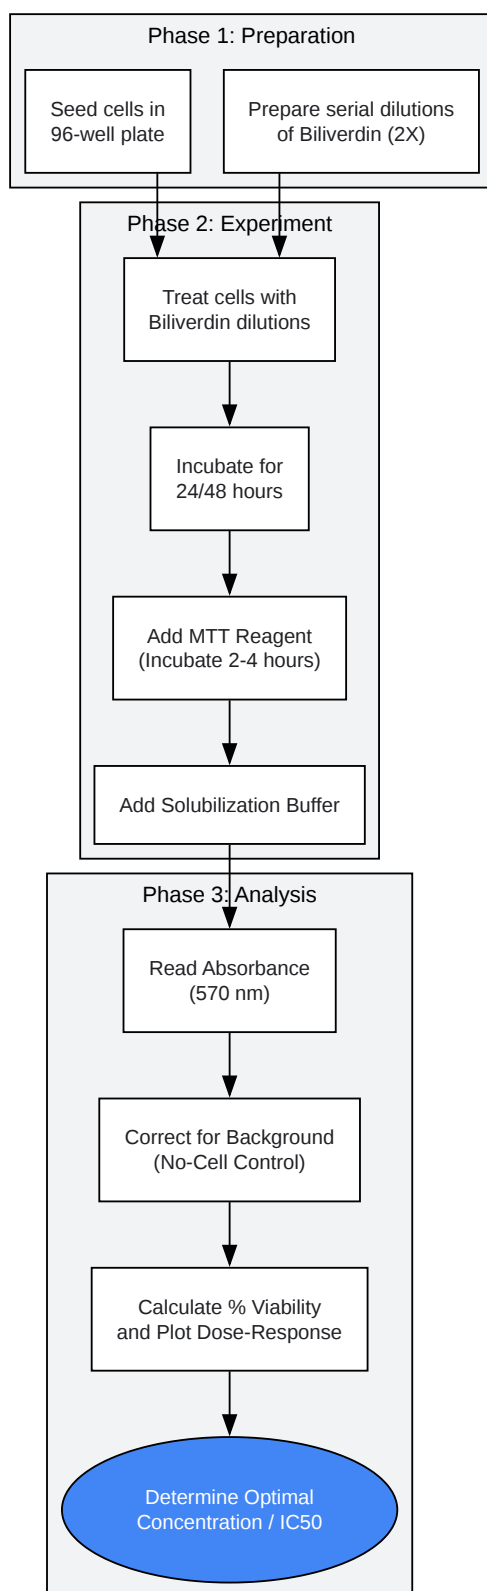 Phase 1: Preparation
Seed cells in
96-well plate
Prepare serial dilutions
of Biliverdin (2X)
Phase 2: Experiment
Treat cells with
Biliverdin dilutions
Incubate for
24/48 hours
Add MTT Reagent
(Incubate 2-4 hours)
Add Solubilization Buffer
Phase 3: Analysis
Read Absorbance
(570 nm)
Correct for Background
(No-Cell Control)
Calculate % Viability
and Plot Dose-Response
Determine Optimal
Concentration / IC50